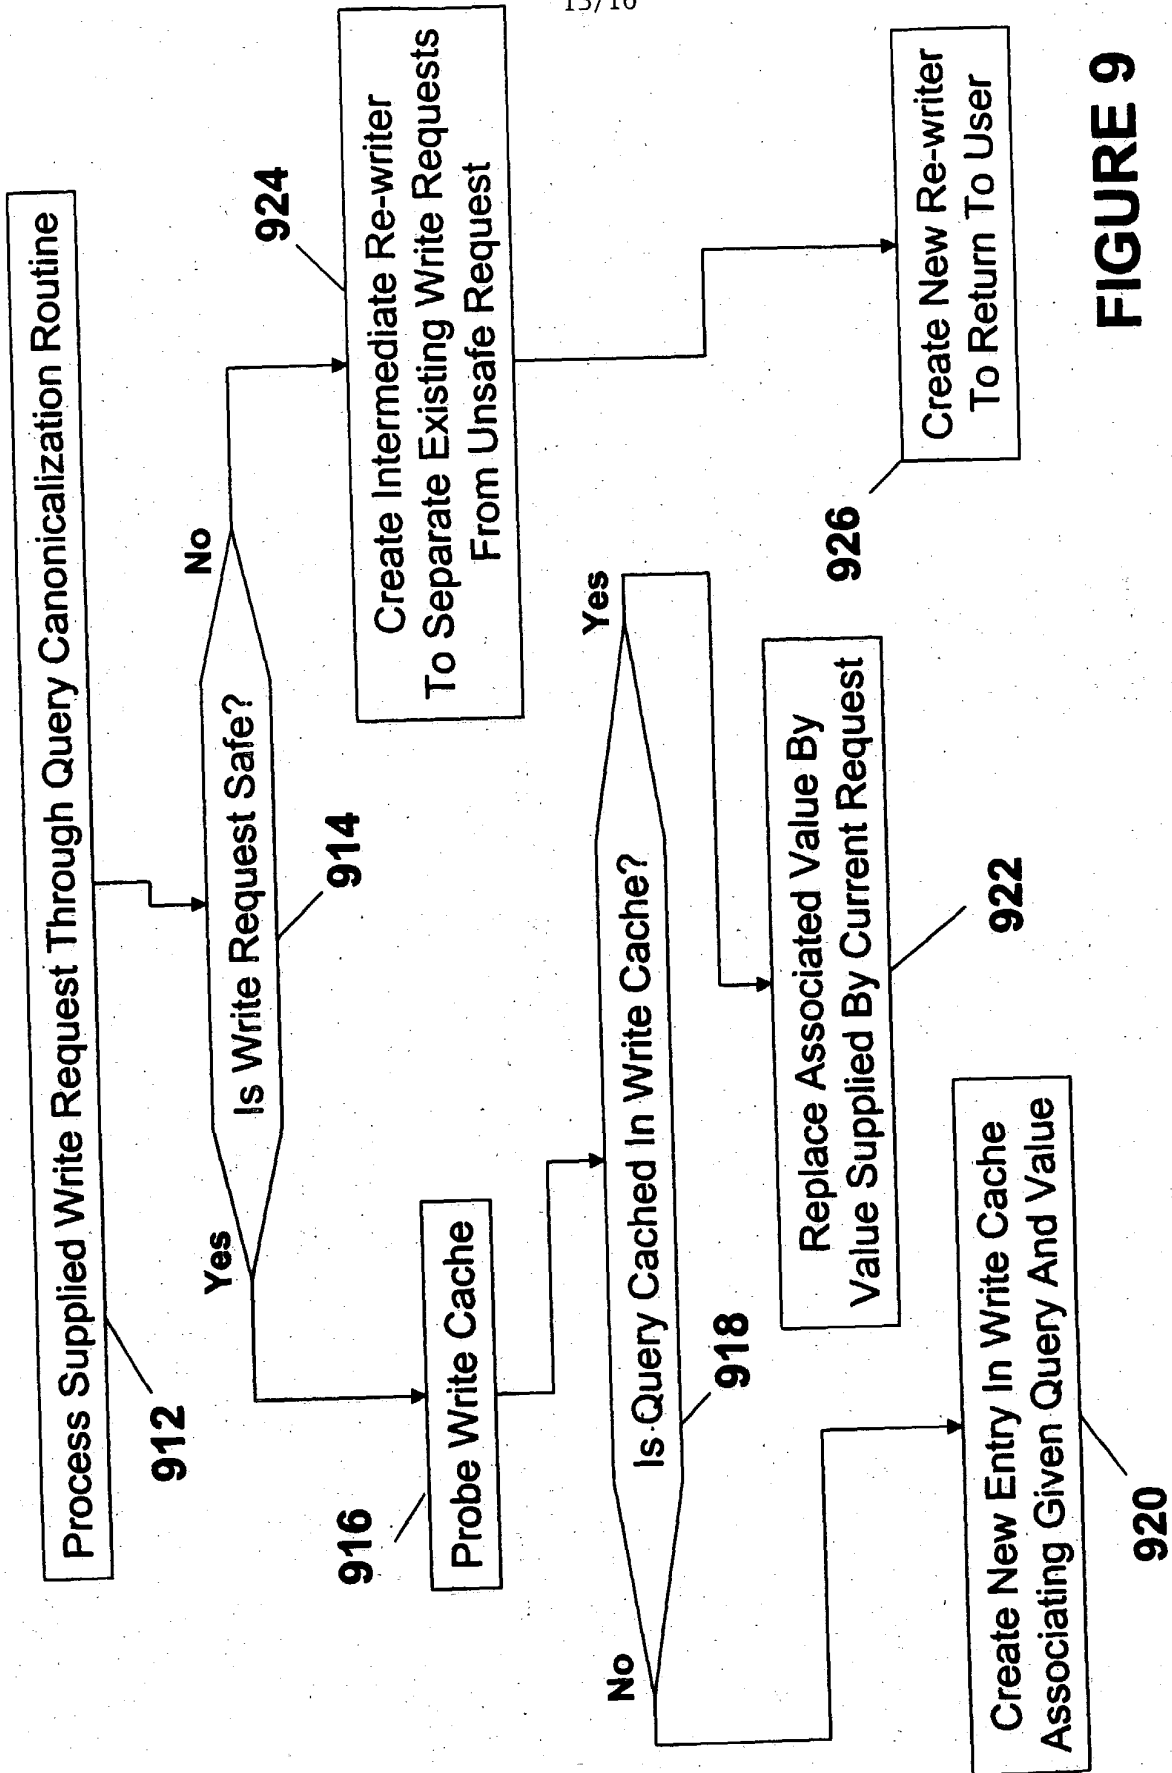 13/16
Process Supplied Write Request Through Query Canonicalization Routine
912
Is Write Request Safe?
914
Yes
No
916
Probe Write Cache
924
Create Intermediate Re-writer
To Separate Existing Write Requests
From Unsafe Request
Is Query Cached In Write Cache?
918
No
Yes
Replace Associated Value By
Value Supplied By Current Request
922
926
Create New Re-writer
To Return To User
Create New Entry In Write Cache
Associating Given Query And Value
920
FIGURE 9